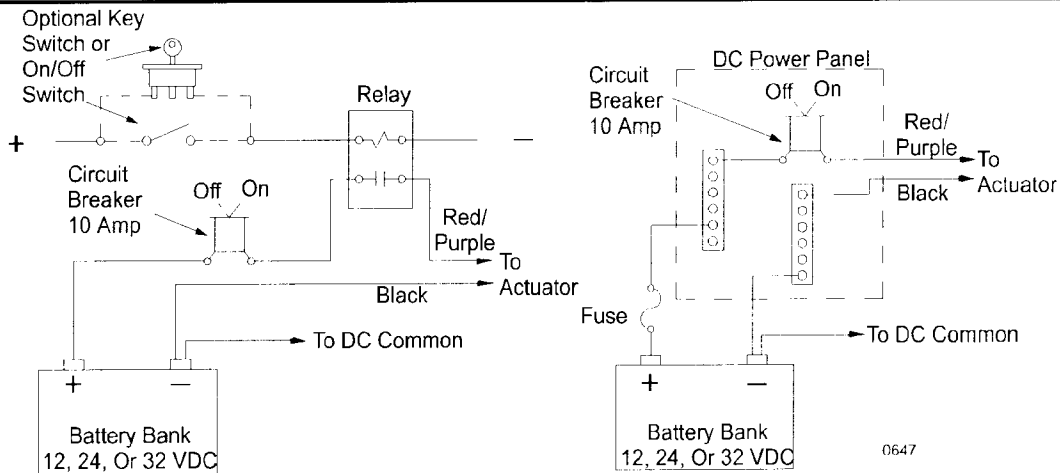 Optional Key
Switch or
On/Off
Switch
Relay
+
−
Circuit
Breaker
10 Amp
Off On
Red/
Purple
To
Actuator
Black
To DC Common
+ −
Battery Bank
12, 24, Or 32 VDC
DC Power Panel
Circuit
Breaker
10 Amp
Off On
Red/
Purple
To
Actuator
Black
Fuse
To DC Common
+ −
Battery Bank
12, 24, Or 32 VDC
0647